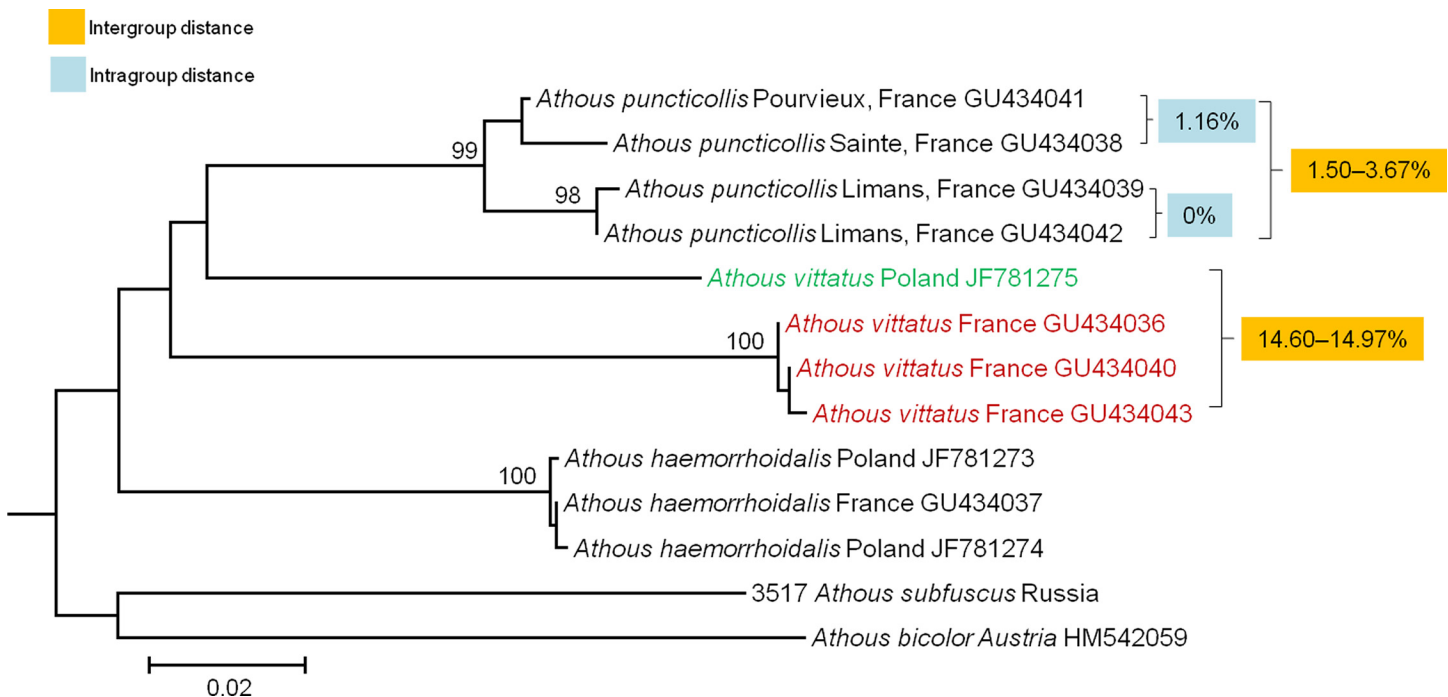 Intergroup distance
Intragroup distance
Athous puncticollis Pourvieux, France GU434041
1.16%
99
Athous puncticollis Sainte, France GU434038
1.50–3.67%
98
Athous puncticollis Limans, France GU434039
0%
Athous puncticollis Limans, France GU434042
Athous vittatus Poland JF781275
Athous vittatus France GU434036
100
14.60–14.97%
Athous vittatus France GU434040
Athous vittatus France GU434043
Athous haemorrhoidalis Poland JF781273
100
Athous haemorrhoidalis France GU434037
Athous haemorrhoidalis Poland JF781274
3517 Athous subfuscus Russia
Athous bicolor Austria HM542059
0.02